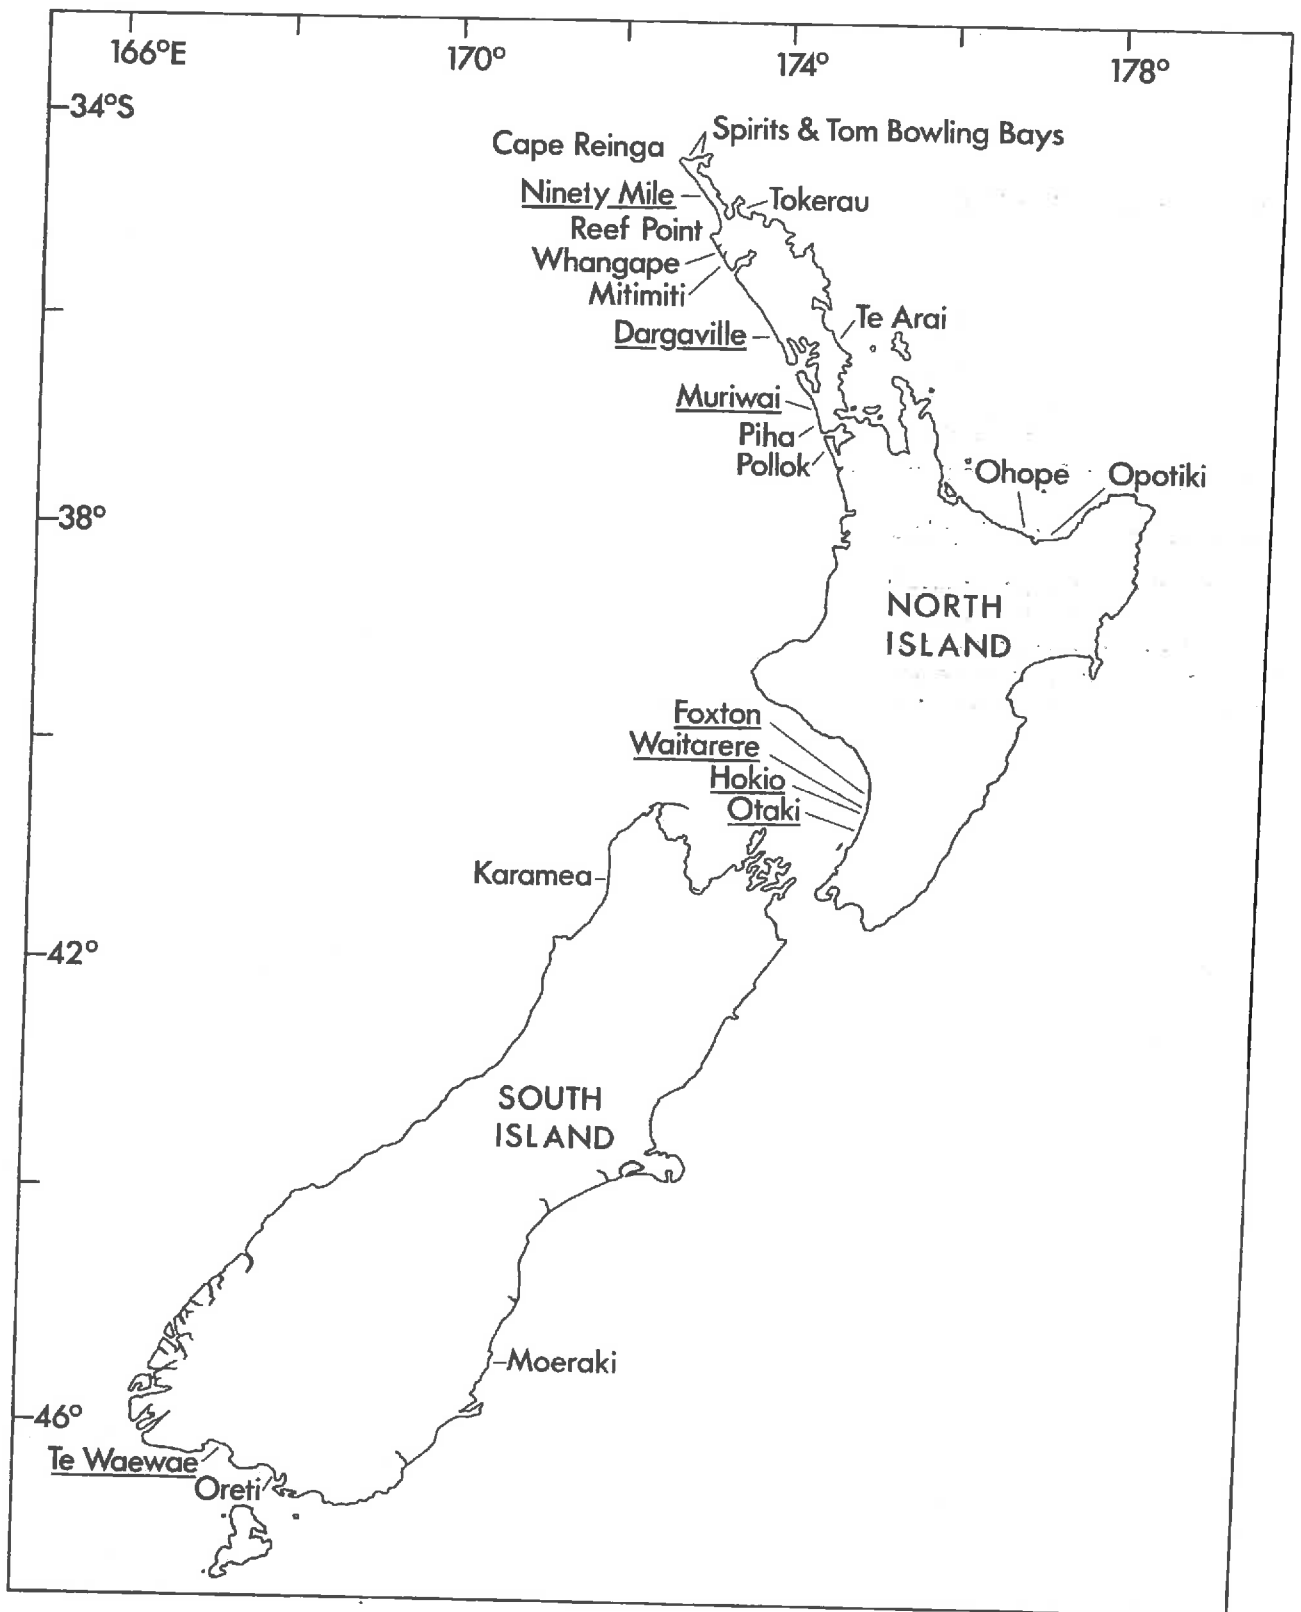 166°E
170°
174°
178°
34°S
Spirits & Tom Bowling Bays
Cape Reinga
Ninety Mile
Tokerau
Reef Point
Whangape
Mitimiti
Te Arai
Dargaville
Muriwai
Piha
Pollok
Ohope
Opotiki
38°
NORTH
ISLAND
Foxton
Waitarere
Hokio
Otaki
Karamea
42°
SOUTH
ISLAND
Moeraki
46°
Te Waewae
Oreti